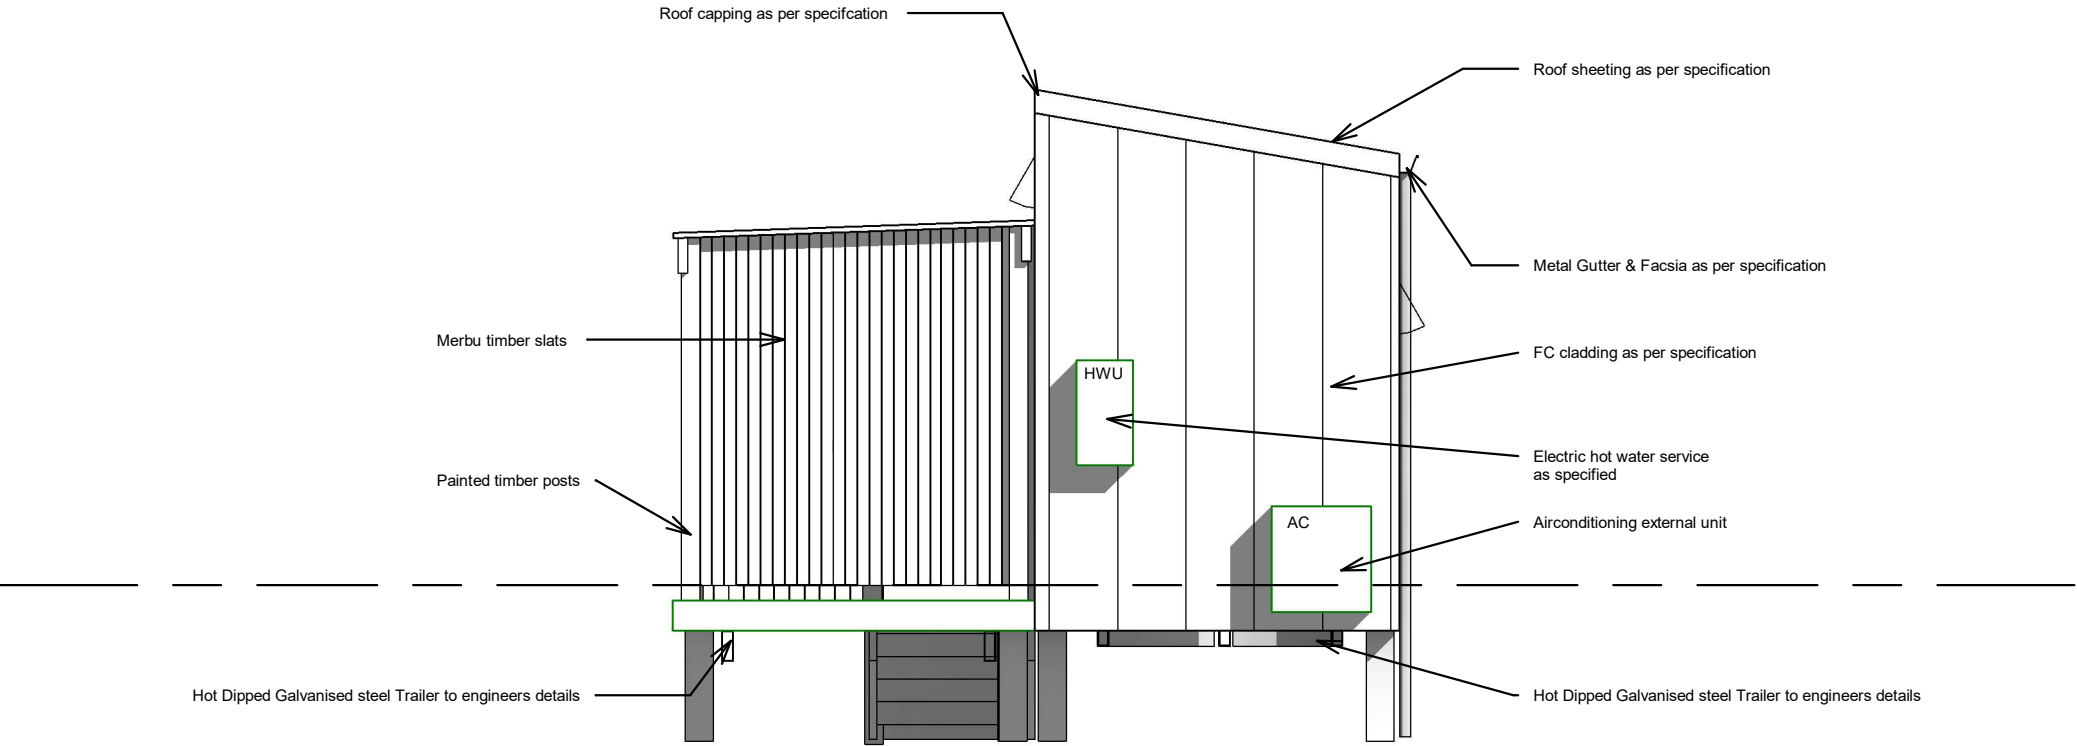 Roof capping as per specifcation
Roof sheeting as per specification
Metal Gutter & Facsia as per specification
Merbu timber slats
FC cladding as per specification
HWU
Electric hot water service
as specified
Painted timber posts
AC
Airconditioning external unit
Hot Dipped Galvanised steel Trailer to engineers details
Hot Dipped Galvanised steel Trailer to engineers details